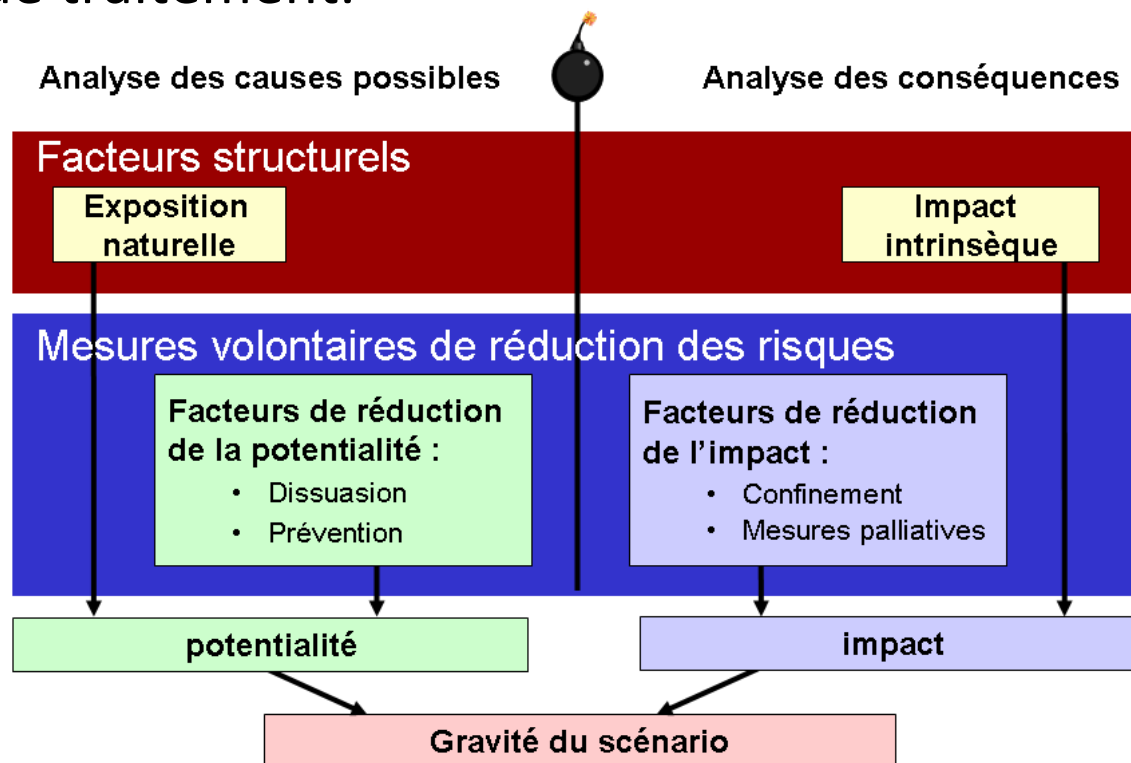 de traitement.
Analyse des causes possibles
Analyse des conséquences
Facteurs structurels
Exposition
naturelle
Impact
intrinsèque
Mesures volontaires de réduction des risques
Facteurs de réduction
de la potentialité :
• Dissuasion
• Prévention
Facteurs de réduction
de l'impact :
• Confinement
• Mesures palliatives
potentialité
impact
Gravité du scénario